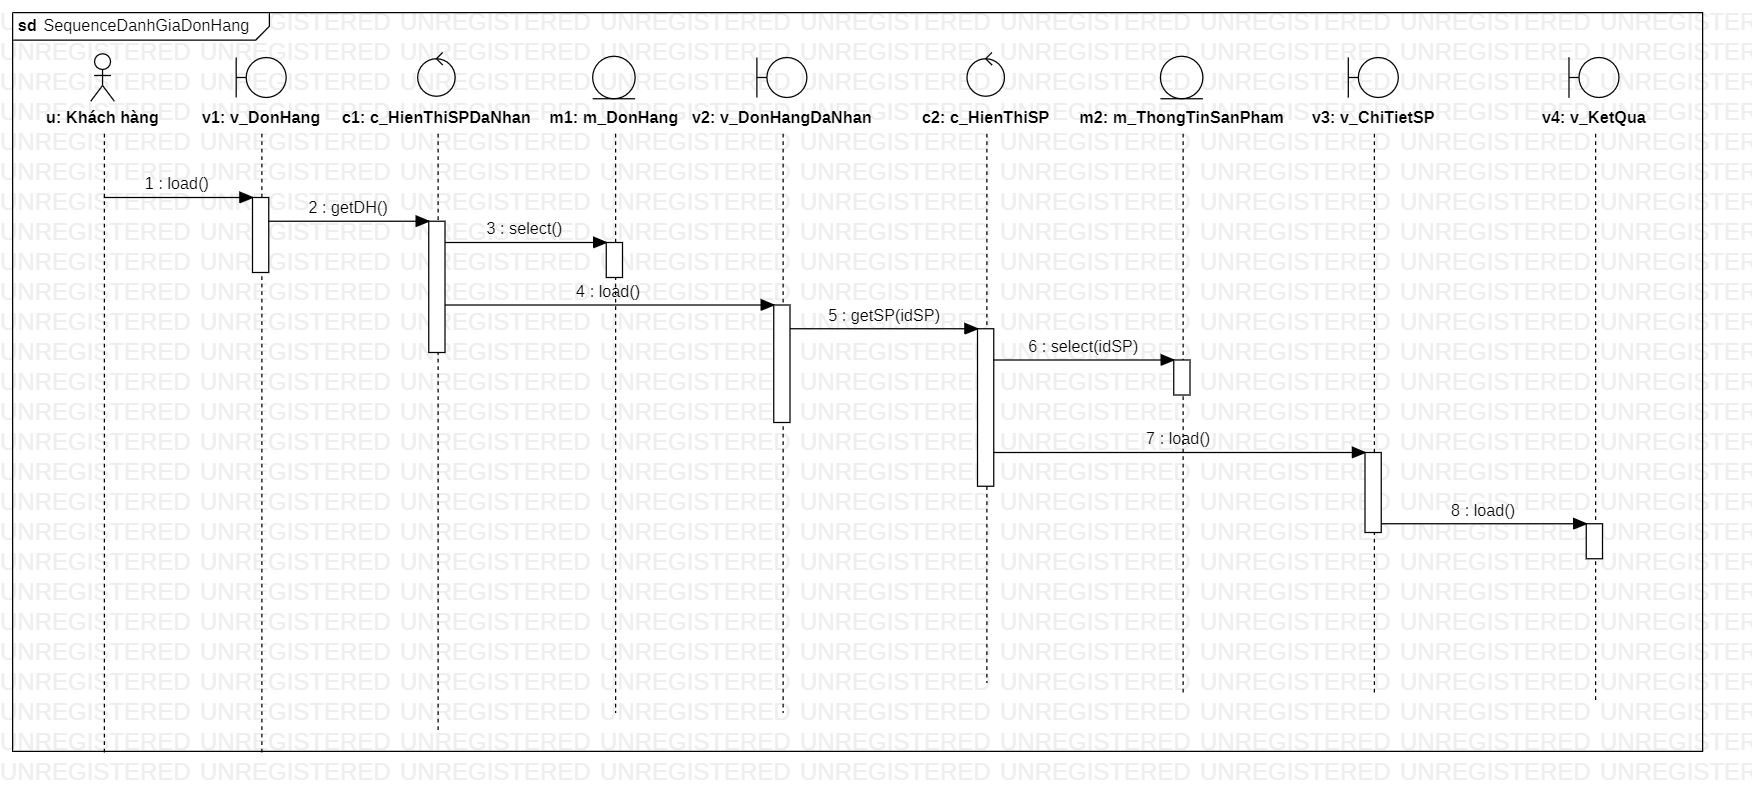 sd SequenceDanhGiaDonHang
u: Khách hàng
v1: v_DonHang
c1: c_HienThiSPDaNhan
m1: m_DonHang
v2: v_DonHangDaNhan
c2: c_HienThiSP
m2: m_ThongTinSanPham
v3: v_ChiTietSP
v4: v_KetQua
1 : load()
2 : getDH()
3 : select()
4 : load()
5 : getSP(idSP)
6 : select(idSP)
7 : load()
8 : load()
UNREGISTERED